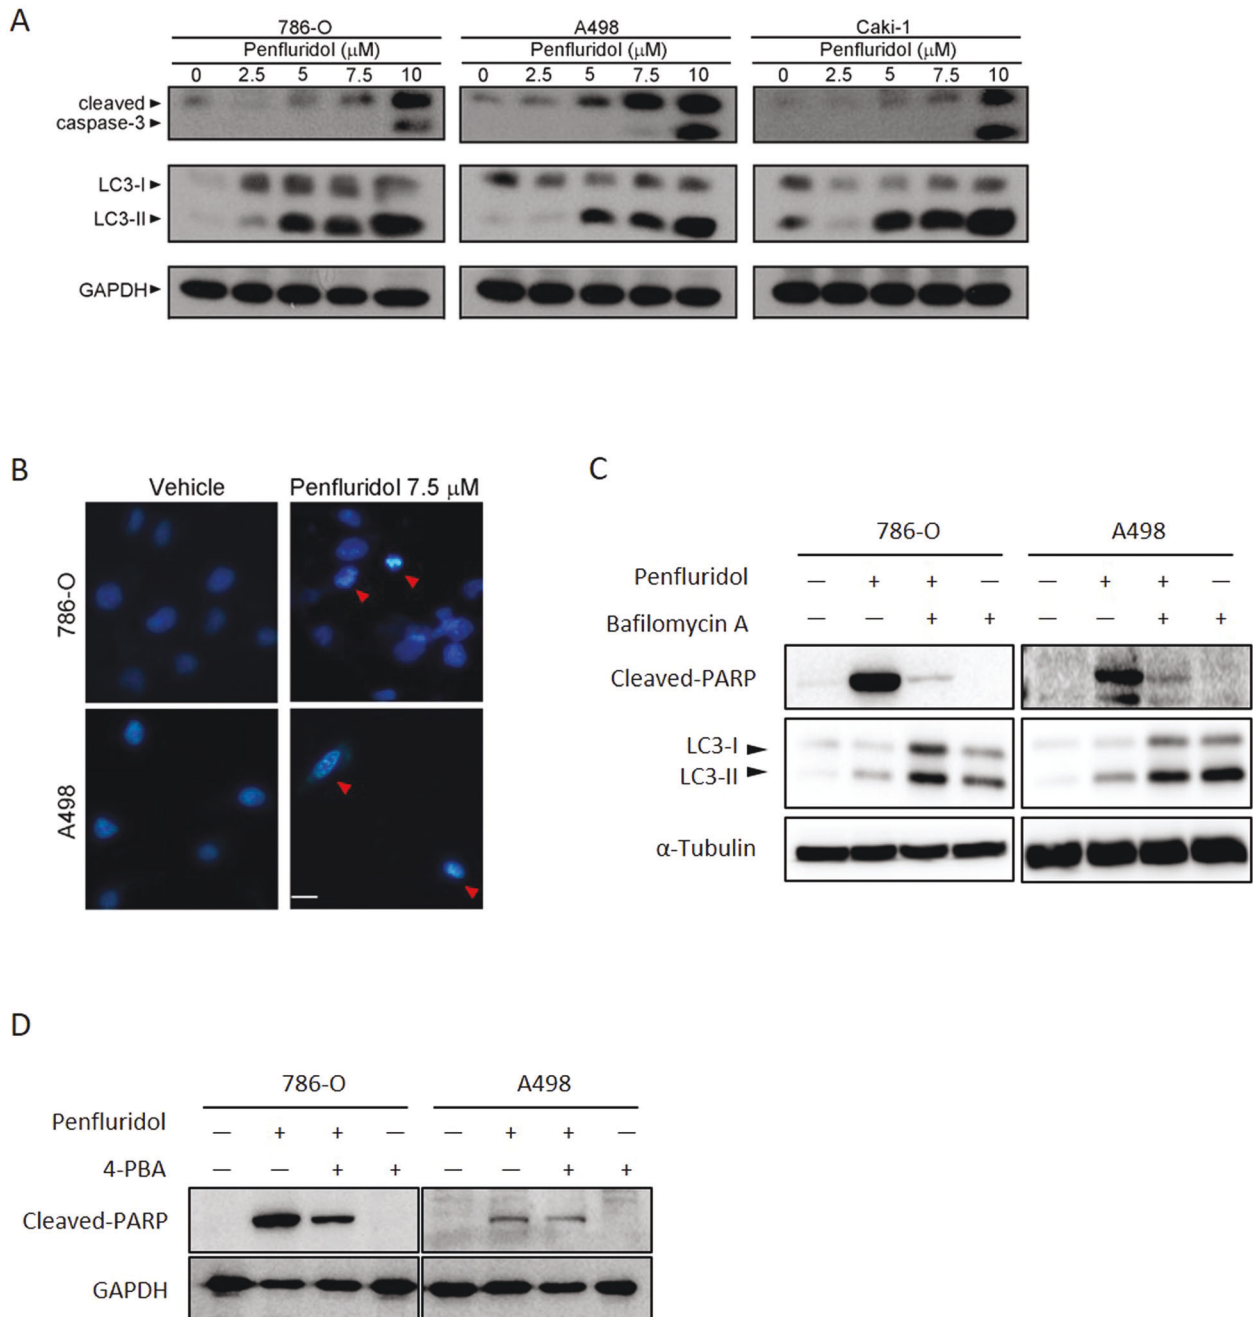 A
786-O
A498
Caki-1
Penfluridol (μM)
Penfluridol (μM)
Penfluridol (μM)
0 2.5 5 7.5 10
0 2.5 5 7.5 10
0 2.5 5 7.5 10
cleaved
caspase-3
LC3-I
LC3-II
GAPDH
B
Vehicle
Penfluridol 7.5 μM
786-O
A498
C
786-O
A498
Penfluridol
— + + —
— + + —
Bafilomycin A
— — + +
— — + +
Cleaved-PARP
LC3-I
LC3-II
α-Tubulin
D
786-O
A498
Penfluridol
— + + —
— + + —
4-PBA
— — + +
— — + +
Cleaved-PARP
GAPDH